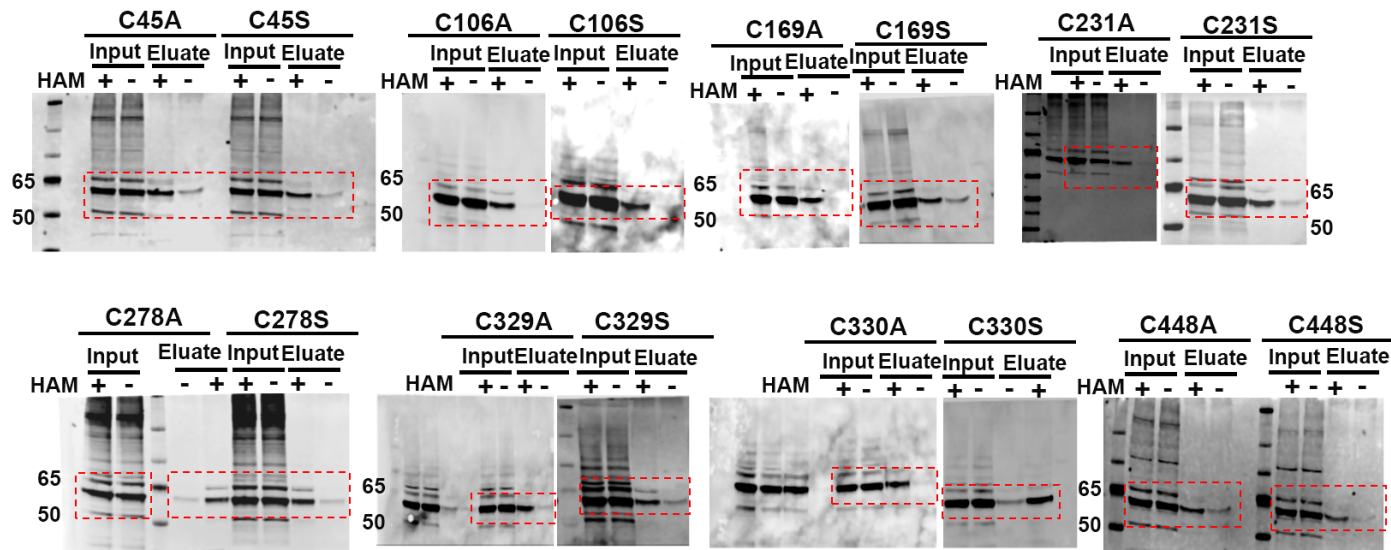 C45A C45S C106A C106S C169A C169S C231A C231S
Input Eluate Input Eluate Input Eluate Input Eluate Input Eluate Input Eluate Input Eluate Input Eluate
HAM + - + - + - + - HAM + - + - + - + - HAM + - + - + - + - HAM + - + - + - + -
65 65 65 65
50 50 50 50
C278A C278S C329A C329S C330A C330S C448A C448S
Input Eluate Input Eluate Input Eluate Input Eluate Input Eluate Input Eluate Input Eluate Input Eluate
HAM + - - + + - + - HAM + - + - + - + - HAM + - + - + - - + HAM + - + - + - + -
65 65 65 65
50 50 50 50